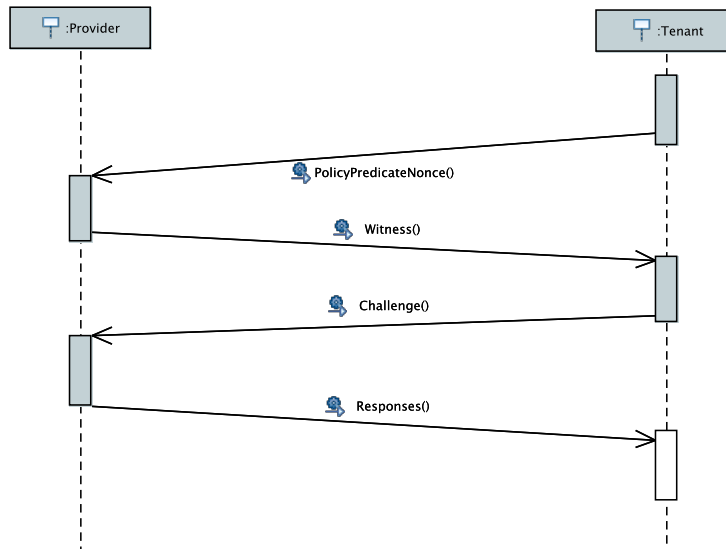 :Provider
:Tenant
PolicyPredicateNonce()
Witness()
Challenge()
Responses()